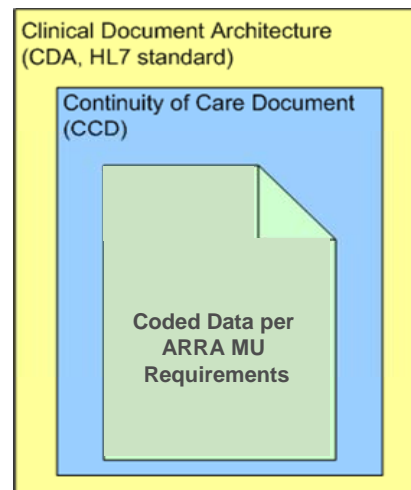 Clinical Document Architecture
(CDA, HL7 standard)
Continuity of Care Document
(CCD)
Coded Data per
ARRA MU
Requirements